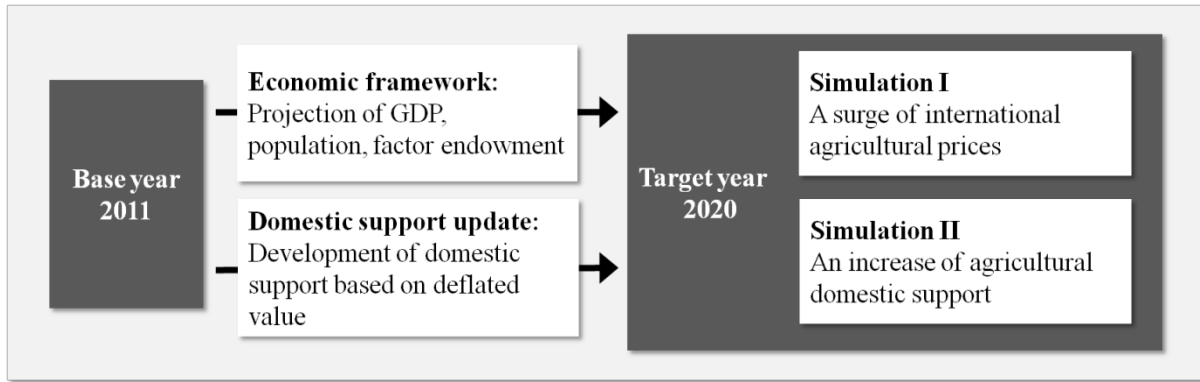 Base year
2011
Economic framework:
Projection of GDP,
population, factor endowment
Domestic support update:
Development of domestic
support based on deflated
value
Target year
2020
Simulation I
A surge of international
agricultural prices
Simulation II
An increase of agricultural
domestic support